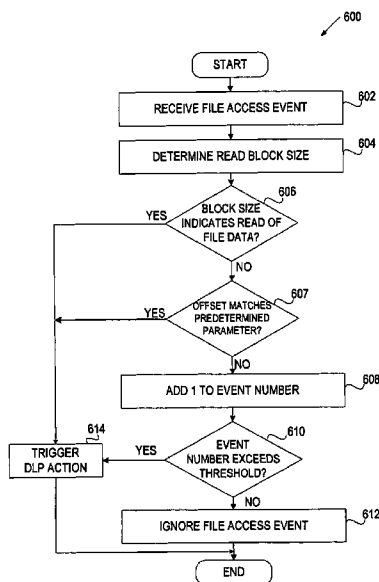 600
START
RECEIVE FILE ACCESS EVENT
602
604
DETERMINE READ BLOCK SIZE
606
YES
BLOCK SIZE
INDICATES READ OF
FILE DATA?
NO
607
YES
OFFSET MATCHES
PREDETERMINED
PARAMETER?
NO
608
ADD 1 TO EVENT NUMBER
610
614
YES
EVENT
NUMBER EXCEEDS
THRESHOLD?
TRIGGER
DLP ACTION
NO
612
IGNORE FILE ACCESS EVENT
END